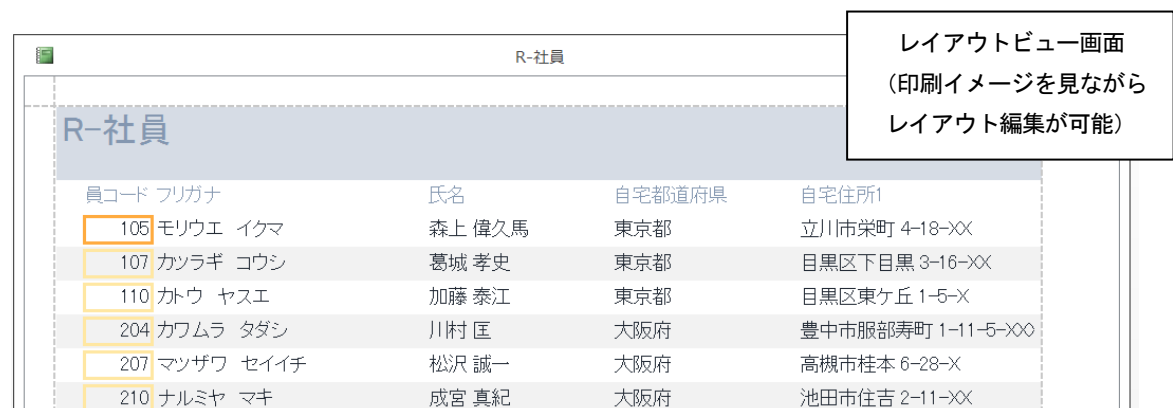 R-社員
レイアウトビュー画面
（印刷イメージを見ながら
レイアウト編集が可能）
R-社員
員コード フリガナ 氏名 自宅都道府県 自宅住所1
105 モリウエ イクマ 森上 偉久馬 東京都 立川市栄町 4-18-XX
107 カツラギ コウシ 葛城 孝史 東京都 目黒区下目黒 3-16-XX
110 カトウ ヤスエ 加藤 泰江 東京都 目黒区東ケ丘 1-5-X
204 カワムラ タダシ 川村 匡 大阪府 豊中市服部寿町 1-11-5-XXX
207 マツザワ セイイチ 松沢 誠一 大阪府 高槻市桂本 6-28-X
210 ナルミヤ マキ 成宮 真紀 大阪府 池田市住吉 2-11-XX